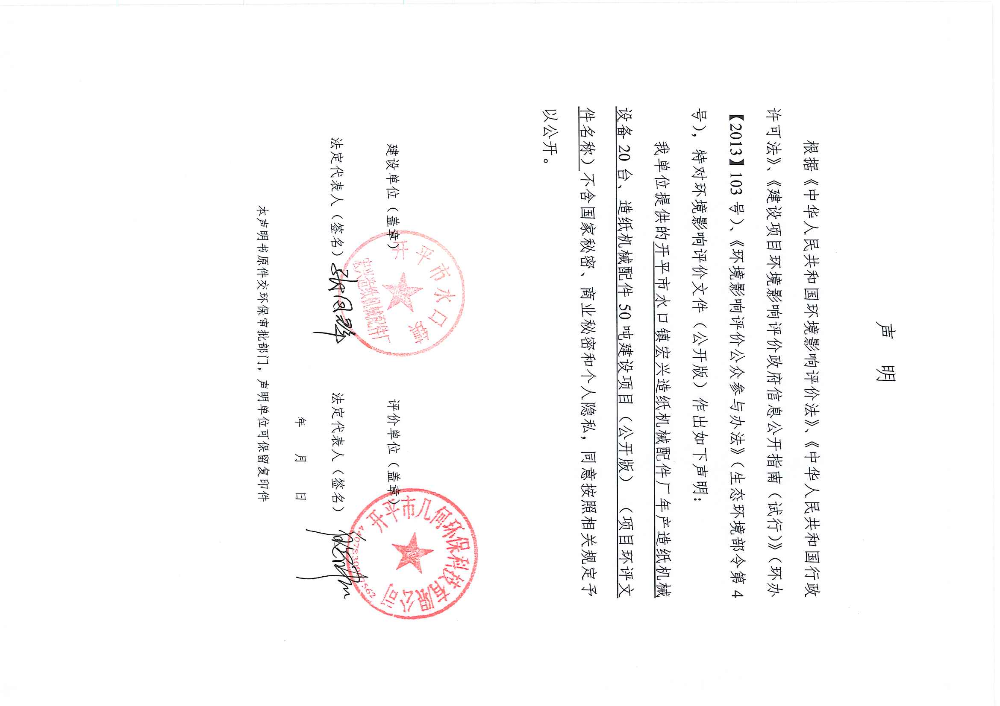 声 明
根据《中华人民共和国环境影响评价法》、《中华人民共和国行政
许可法》、《建设项目环境影响评价政府信息公开指南（试行）》（环办
【2013】103 号）、《环境影响评价公众参与办法》（生态环境部令第 4
号），特对环境影响评价文件（公开版）作出如下声明：
我单位提供的开平市水口镇宏兴造纸机械配件厂年产造纸机械
设备 20 台、造纸机械配件 50 吨建设项目（公开版） （项目环评文
件名称）不含国家秘密、商业秘密和个人隐私，同意按照相关规定予
以公开。
建设单位（盖章） 评价单位（盖章）
开平市水口镇
宏兴造纸机械配件厂
开平市几何环保科技有限公司
法定代表人（签名） 法定代表人（签名）
年 月 日
本声明书原件交环保审批部门，声明单位可保留复印件